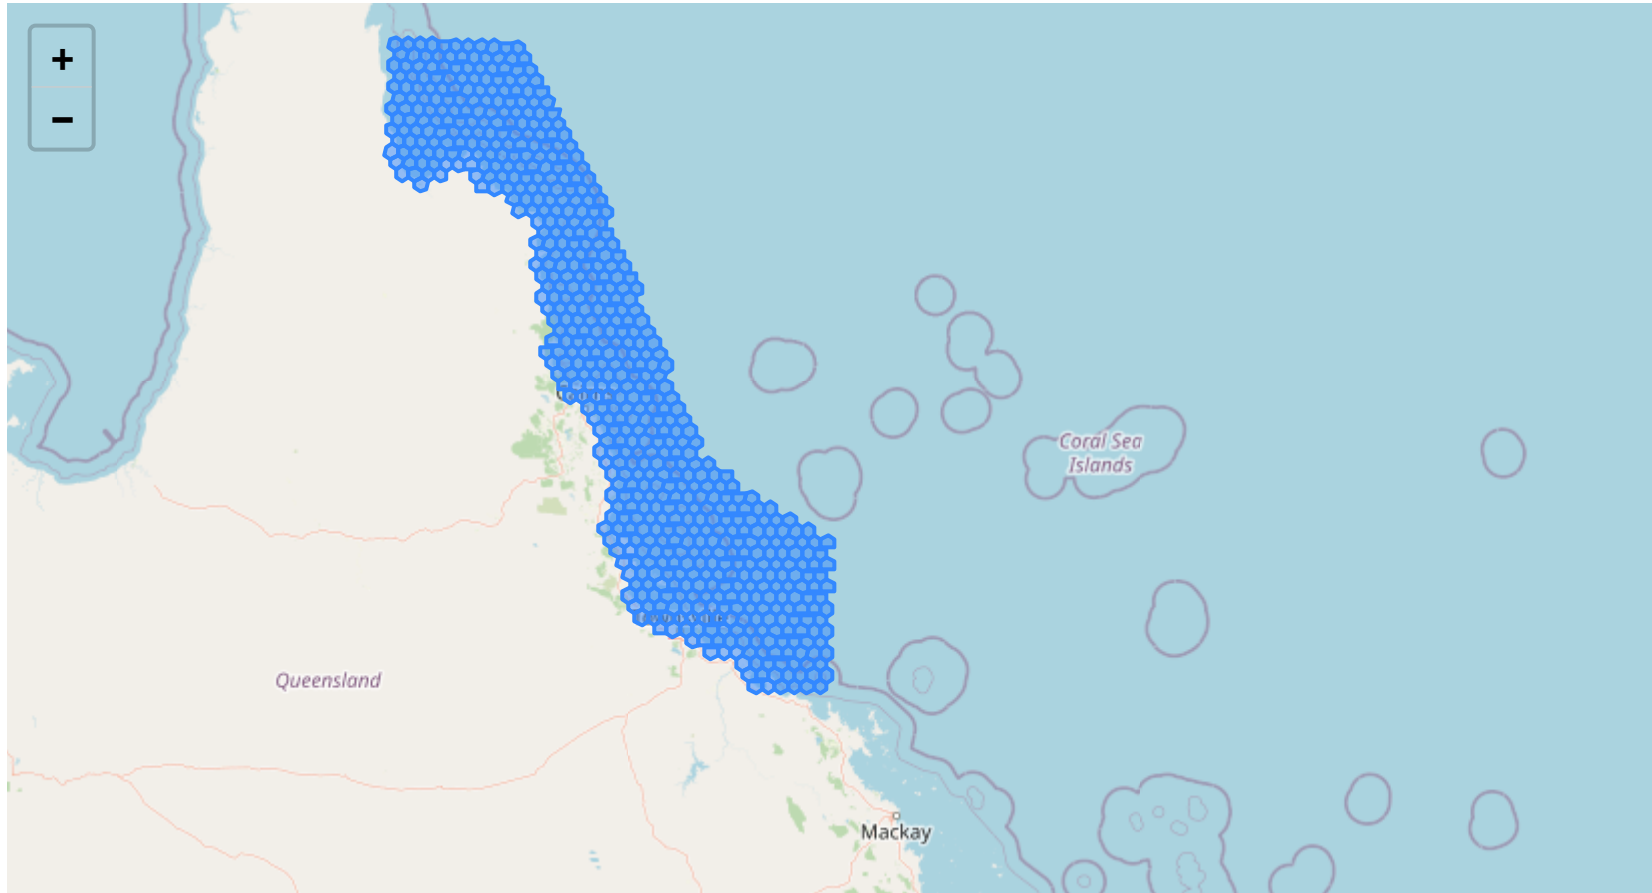 +
−
Coral Sea
Islands
Queensland
Mackay